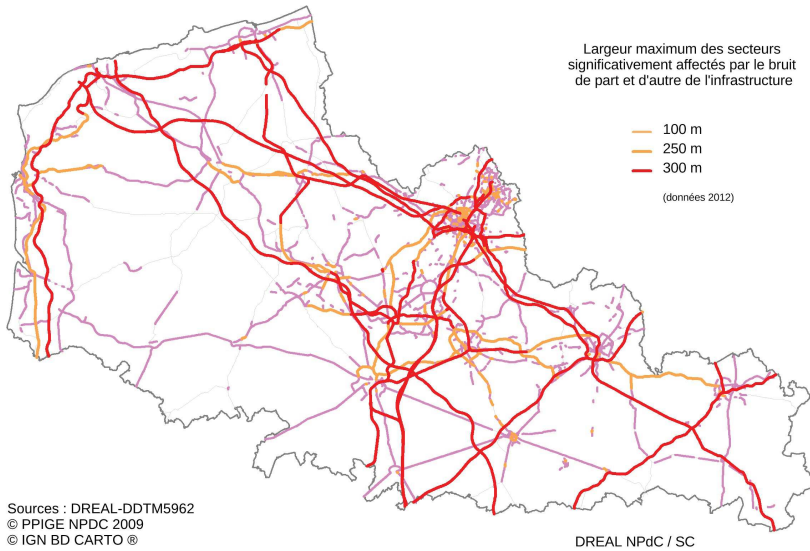 Largeur maximum des secteurs
significativement affectés par le bruit
de part et d'autre de l'infrastructure
100 m
250 m
300 m
(données 2012)
Sources : DREAL-DDTM5962
© PPIGE NPDC 2009
© IGN BD CARTO ®
DREAL NPdC / SC